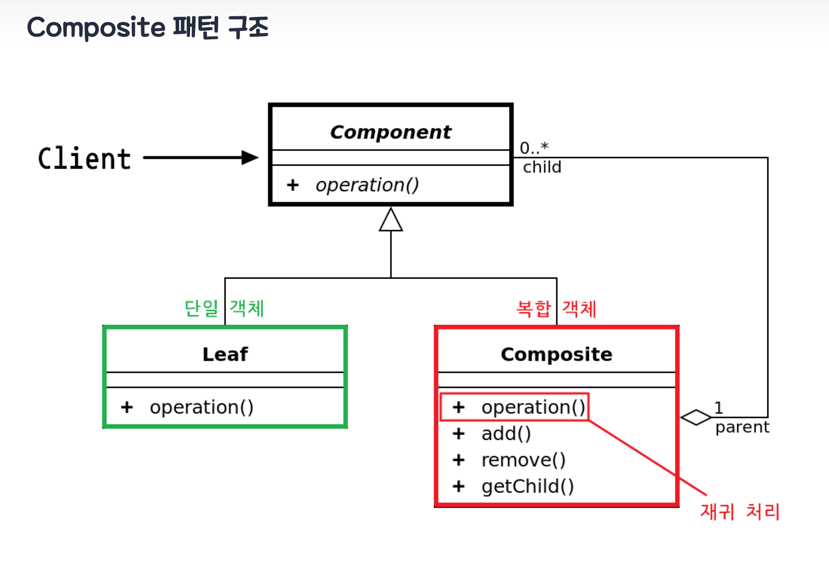 Composite 패턴 구조
Component
Client
0..*
child
+ operation()
단일 객체
복합 객체
Leaf
+ operation()
Composite
+ operation()
+ add()
+ remove()
+ getChild()
1
parent
재귀 처리